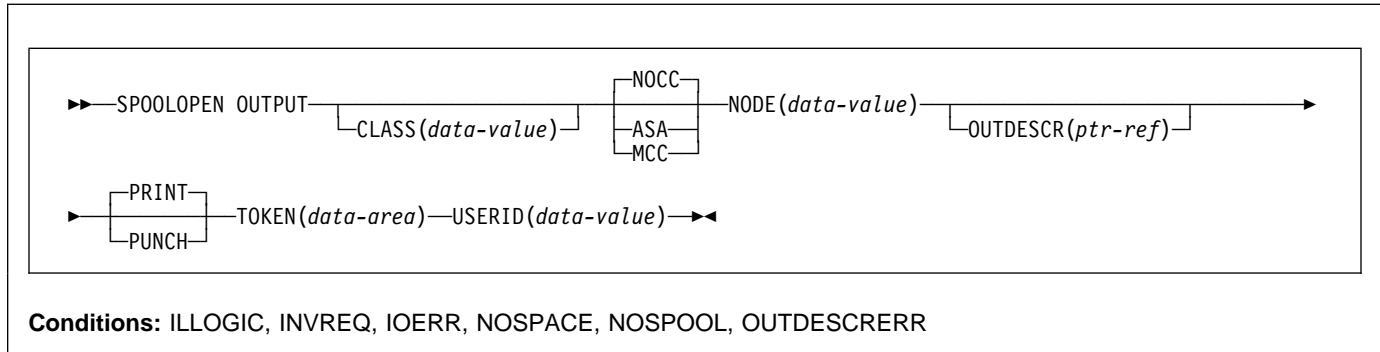 NOCC
SPOOLOPEN OUTPUT NODE(data-value)
CLASS(data-value) ASA OUTDESCR(ptr-ref)
MCC
PRINT
TOKEN(data-area) USERID(data-value)
PUNCH
Conditions: ILLOGIC, INVREQ, IOERR, NOSPACE, NOSPOOL, OUTDESCRERR